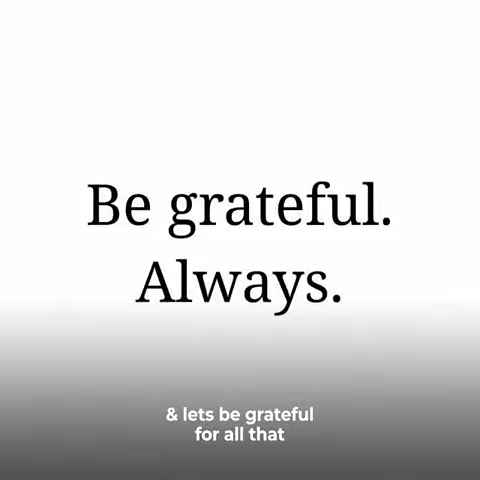 Be grateful.
Always.
& lets be grateful
for all that